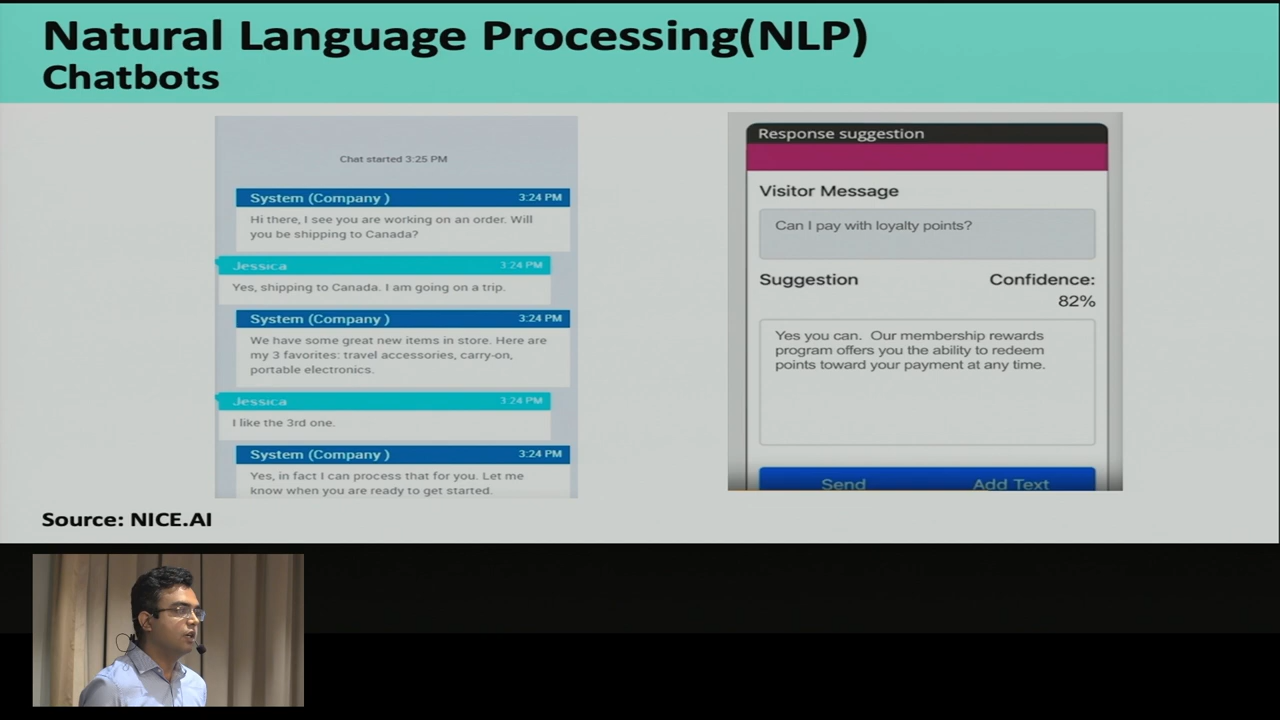 Natural Language Processing(NLP)
Chatbots
Chat started 3:25 PM
System (Company ) 3:24 PM
Hi there, I see you are working on an order. Will
you be shipping to Canada?
Jessica 3:24 PM
Yes, shipping to Canada. I am going on a trip.
System (Company ) 3:24 PM
We have some great new items in store. Here are
my 3 favorites: travel accessories, carry-on,
portable electronics.
Jessica 3:24 PM
I like the 3rd one.
System (Company ) 3:24 PM
Yes, in fact I can process that for you. Let me
know when you are ready to get started.
Response suggestion
Visitor Message
Can I pay with loyalty points?
Suggestion Confidence:
82%
Yes you can. Our membership rewards
program offers you the ability to redeem
points toward your payment at any time.
Send Add Text
Source: NICE.AI